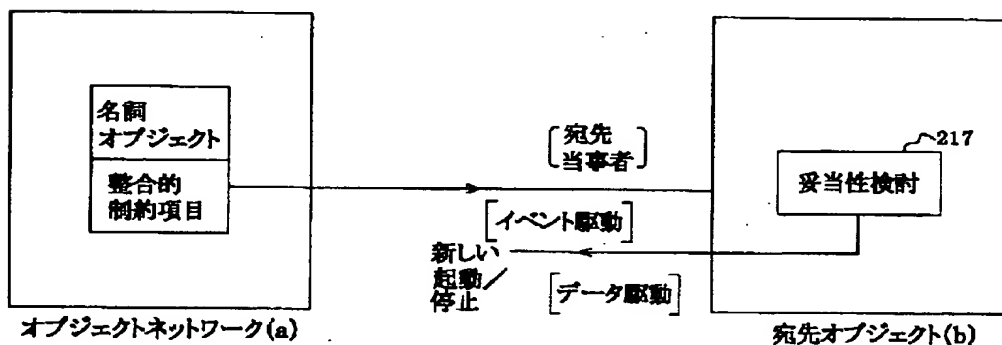 名詞
オブジェクト
整合的
制約項目
宛先
当事者
イベント駆動
新しい
起動／
停止
データ駆動
217
妥当性検討
オブジェクトネットワーク(a)
宛先オブジェクト(b)